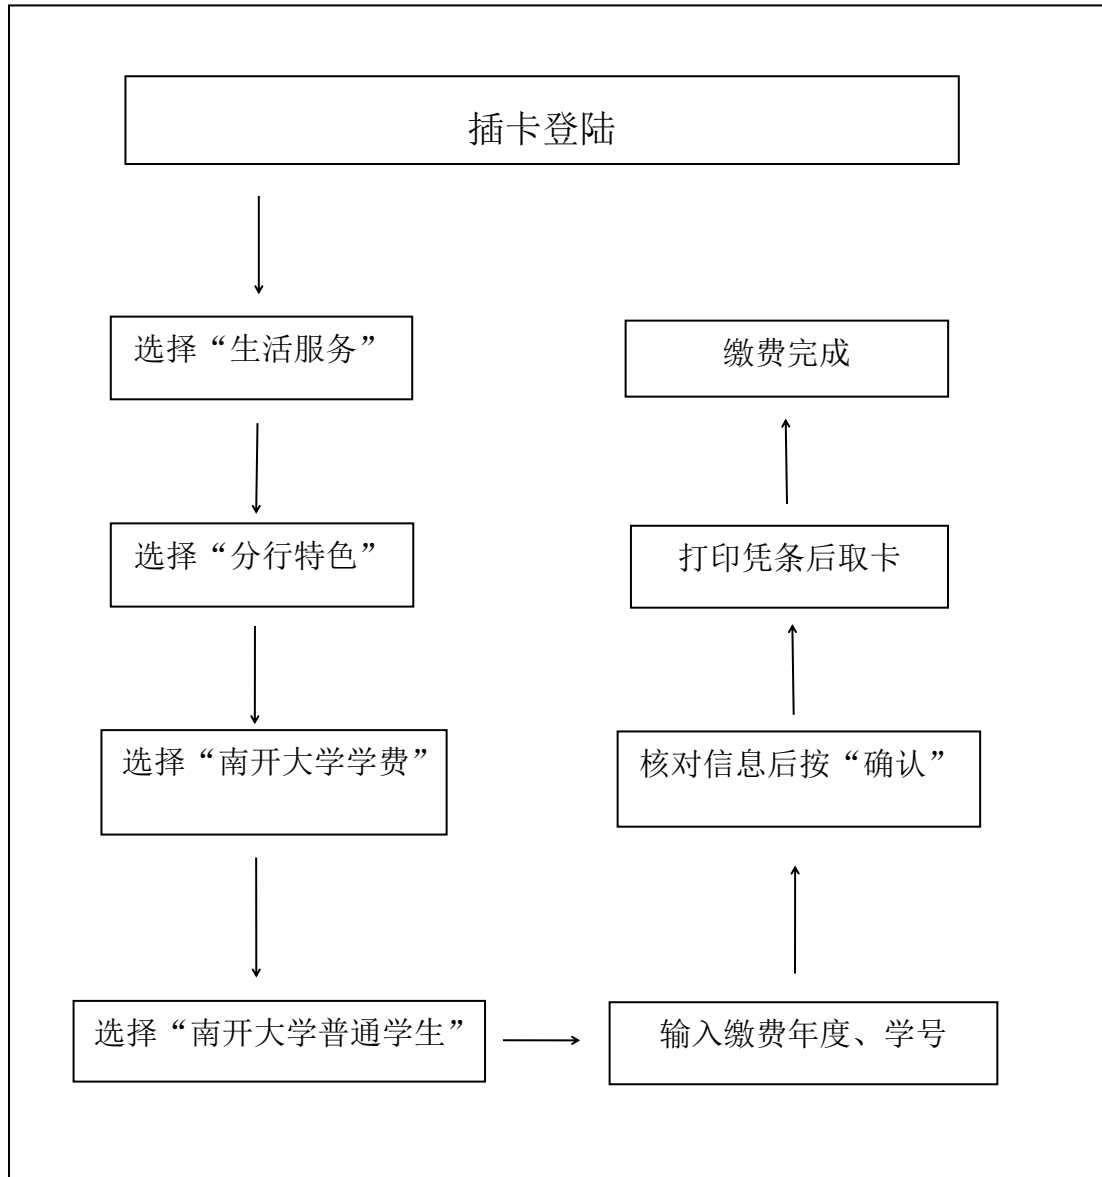 插卡登陆
选择“生活服务”
选择“分行特色”
选择“南开大学学费”
选择“南开大学普通学生”
输入缴费年度、学号
核对信息后按“确认”
打印凭条后取卡
缴费完成